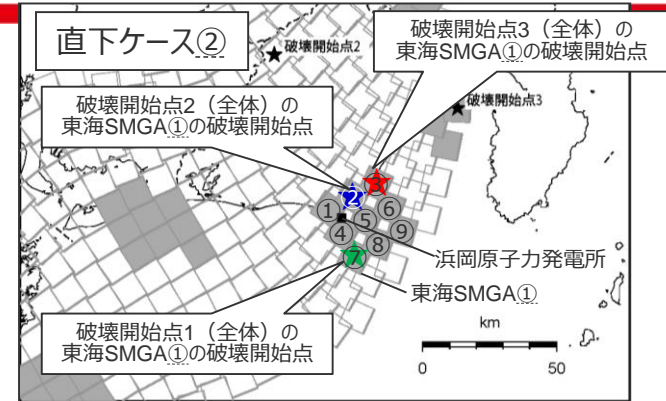 直下ケース②
破壊開始点3（全体）の
東海SMGA①の破壊開始点
破壊開始点2
破壊開始点3
破壊開始点2（全体）の
東海SMGA①の破壊開始点
③
②
①
⑥
⑤
④
⑨
⑧
⑦
浜岡原子力発電所
東海SMGA①
破壊開始点1（全体）の
東海SMGA①の破壊開始点
km
0
50